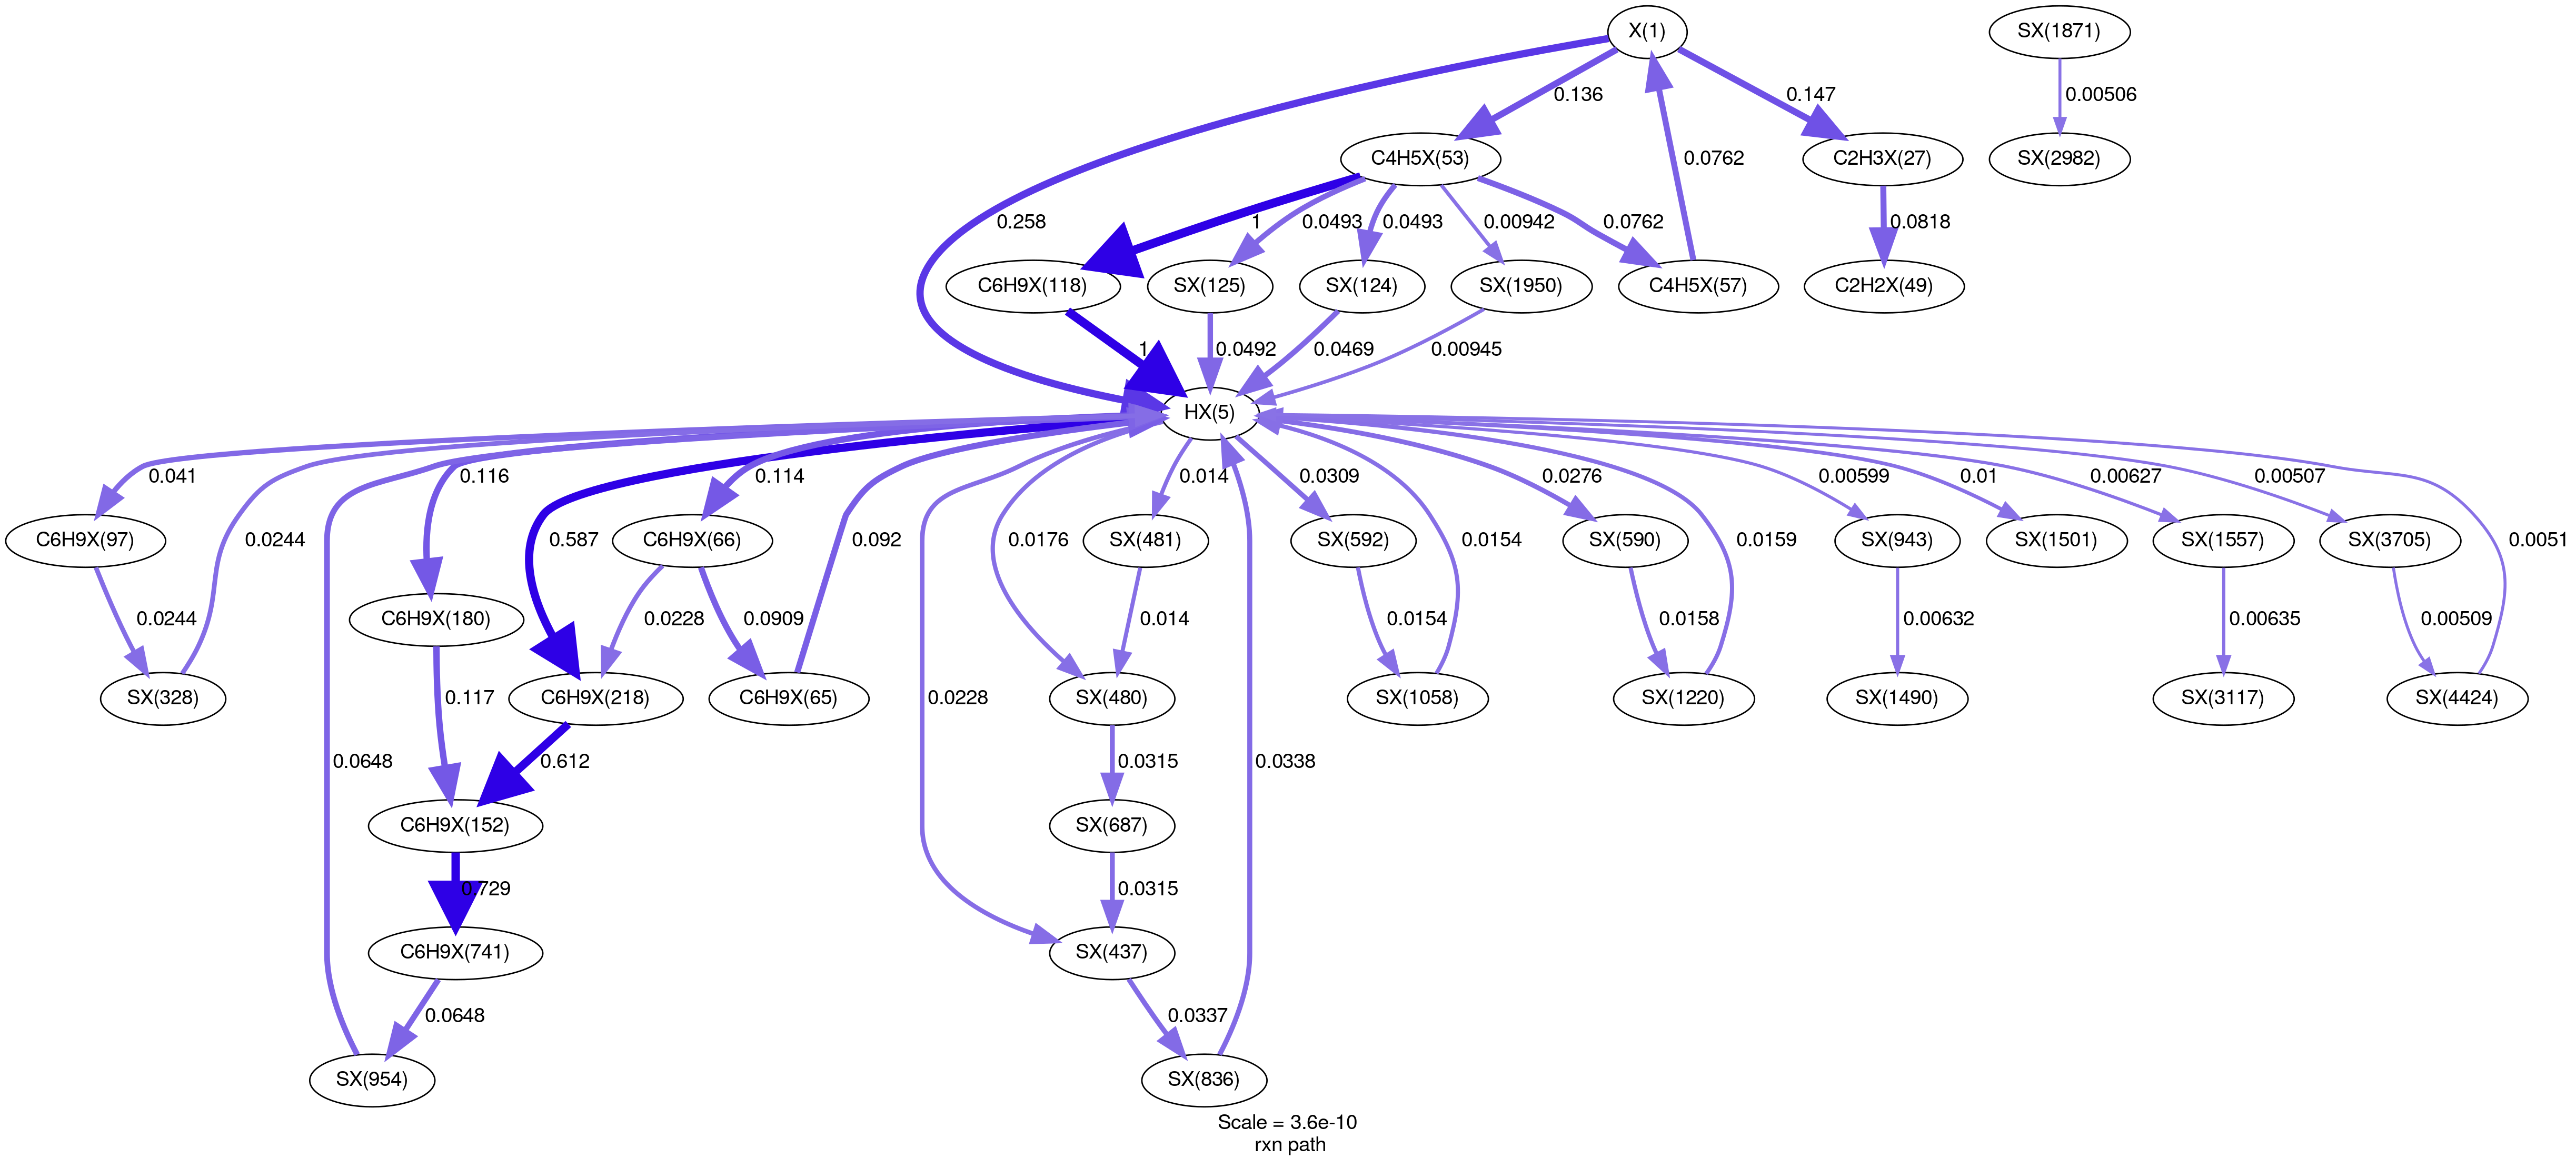 X(1)
SX(1871)
0.136
0.147
0.00506
C4H5X(53)
C2H3X(27)
SX(2982)
0.0762
0.258
1
0.0493
0.0493
0.00942
0.0762
0.0818
C6H9X(118)
SX(125)
SX(124)
SX(1950)
C4H5X(57)
C2H2X(49)
1
0.0492
0.0469
0.00945
HX(5)
0.041
0.0244
0.116
0.587
0.114
0.092
0.0176
0.014
0.0309
0.0154
0.0276
0.0159
0.00599
0.01
0.00627
0.00507
0.0051
C6H9X(97)
C6H9X(66)
SX(481)
SX(592)
SX(590)
SX(943)
SX(1501)
SX(1557)
SX(3705)
0.0244
C6H9X(180)
0.0228
0.0909
0.014
0.0154
0.0158
0.00632
0.00635
0.00509
SX(328)
0.117
C6H9X(218)
C6H9X(65)
0.0228
SX(480)
SX(1058)
SX(1220)
SX(1490)
SX(3117)
SX(4424)
0.0648
0.612
0.0315
0.0338
C6H9X(152)
SX(687)
0.729
0.0315
C6H9X(741)
SX(437)
0.0648
0.0337
SX(954)
SX(836)
Scale = 3.6e-10
rxn path